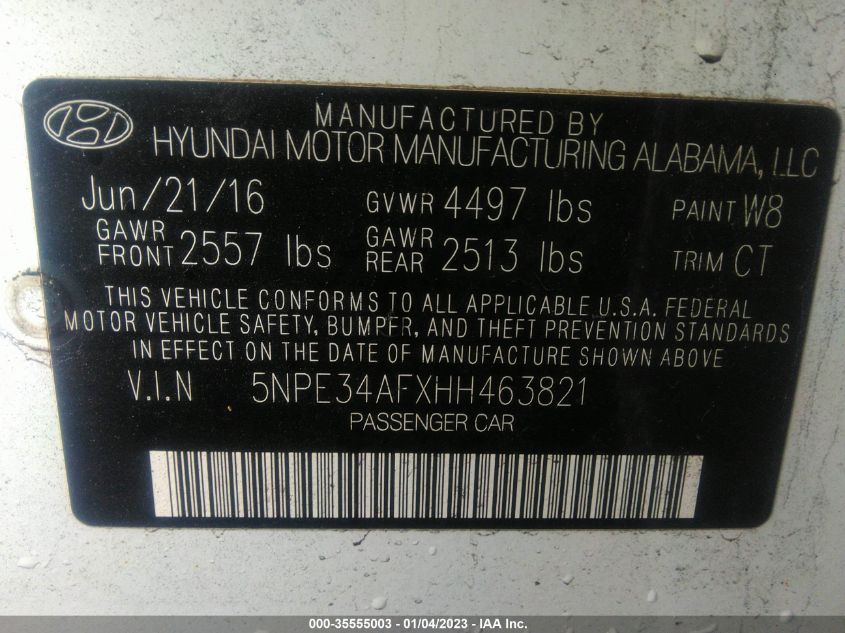 MANUFACTURED BY
HYUNDAI MOTOR MANUFACTURING ALABAMA, LLC
Jun/21/16 GVWR 4497 lbs PAINT W8
GAWR FRONT 2557 lbs GAWR REAR 2513 lbs TRIM CT
THIS VEHICLE CONFORMS TO ALL APPLICABLE U.S.A. FEDERAL
MOTOR VEHICLE SAFETY, BUMPER, AND THEFT PREVENTION STANDARDS
IN EFFECT ON THE DATE OF MANUFACTURE SHOWN ABOVE
V.I.N 5NPE34AFXHH463821
PASSENGER CAR
000-35555003 - 01/04/2023 - IAA Inc.